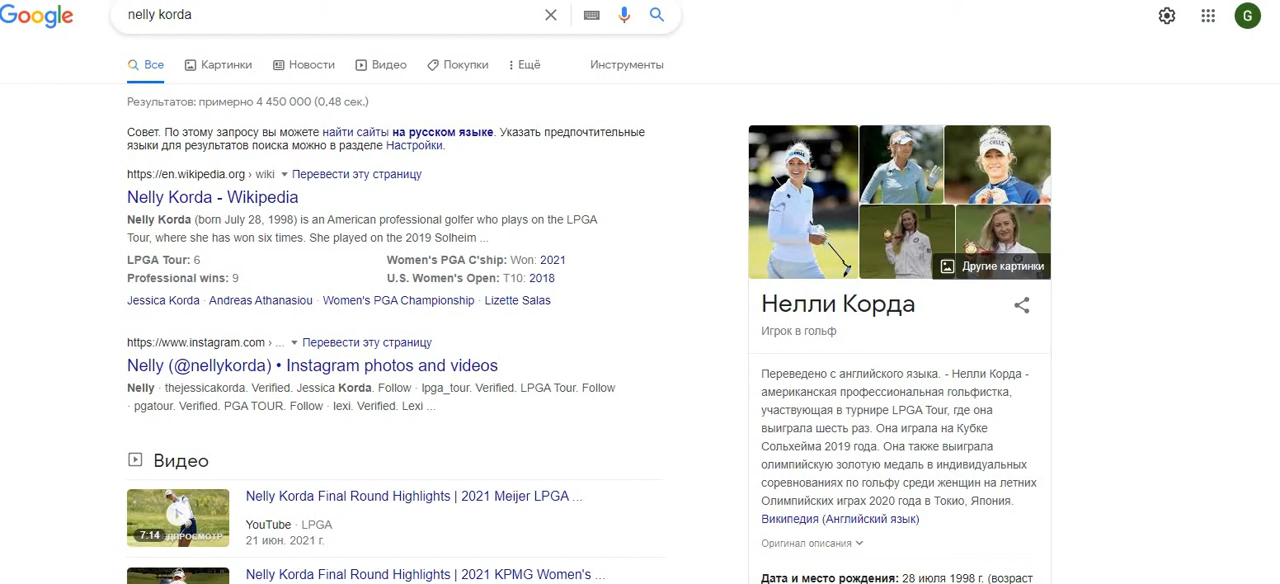 Google
nelly korda
G
Все
Картинки
Новости
Видео
Покупки
Ещё
Инструменты
Результатов: примерно 4 450 000 (0,48 сек.)
Совет. По этому запросу вы можете найти сайты на русском языке. Указать предпочтительные
языки для результатов поиска можно в разделе Настройки.
https://en.wikipedia.org › wiki Перевести эту страницу
Nelly Korda - Wikipedia
Nelly Korda (born July 28, 1998) is an American professional golfer who plays on the LPGA
Tour, where she has won six times. She played on the 2019 Solheim ...
LPGA Tour: 6
Women's PGA C'ship: Won: 2021
Professional wins: 9
U.S. Women's Open: T10: 2018
Jessica Korda · Andreas Athanasiou · Women's PGA Championship · Lizette Salas
https://www.instagram.com › ... Перевести эту страницу
Nelly (@nellykorda) • Instagram photos and videos
Nelly · thejessicakorda. Verified. Jessica Korda. Follow · lpga_tour. Verified. LPGA Tour. Follow
· pgatour. Verified. PGA TOUR. Follow · lexi. Verified. Lexi ...
Видео
Nelly Korda Final Round Highlights | 2021 Meijer LPGA ...
YouTube · LPGA
21 июн. 2021 г.
7:14
Nelly Korda Final Round Highlights | 2021 KPMG Women's ...
Другие картинки
Нелли Корда
Игрок в гольф
Переведено с английского языка. - Нелли Корда -
американская профессиональная гольфистка,
участвующая в турнире LPGA Tour, где она
выиграла шесть раз. Она играла на Кубке
Сольхейма 2019 года. Она также выиграла
олимпийскую золотую медаль в индивидуальных
соревнованиях по гольфу среди женщин на летних
Олимпийских играх 2020 года в Токио, Япония.
Википедия (Английский язык)
Оригинал описания
Дата и место рождения: 28 июля 1998 г. (возраст